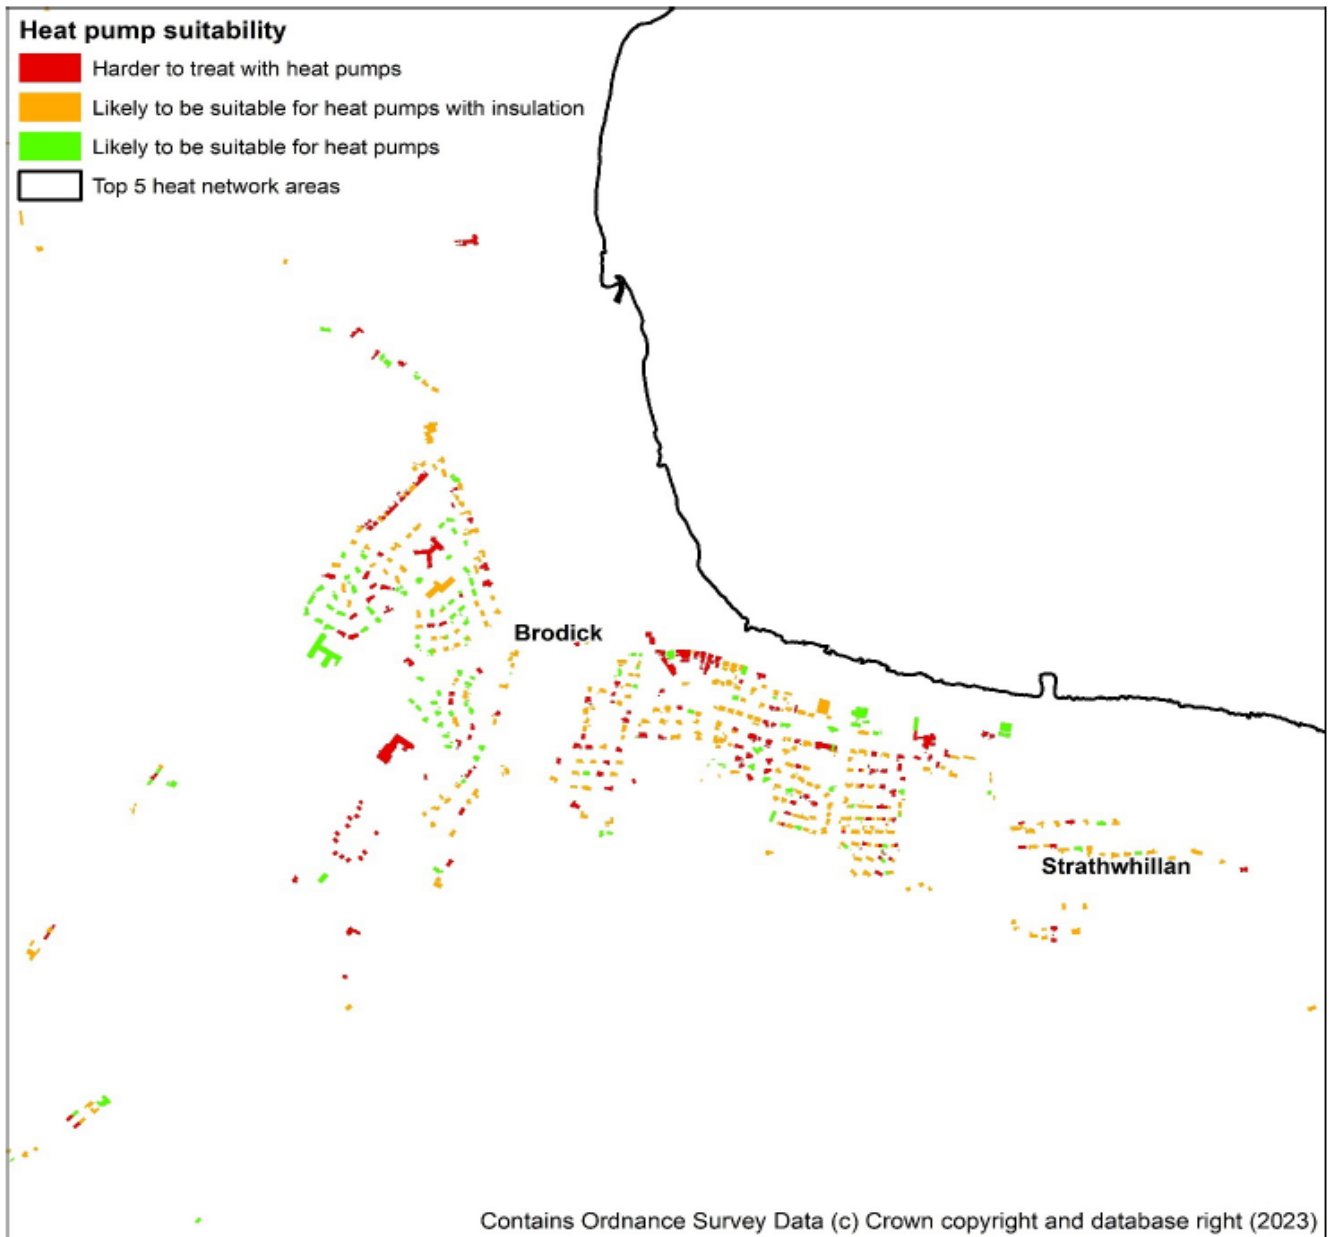 Heat pump suitability
Harder to treat with heat pumps
Likely to be suitable for heat pumps with insulation
Likely to be suitable for heat pumps
Top 5 heat network areas
Brodick
Strathwhillan
Contains Ordnance Survey Data (c) Crown copyright and database right (2023)